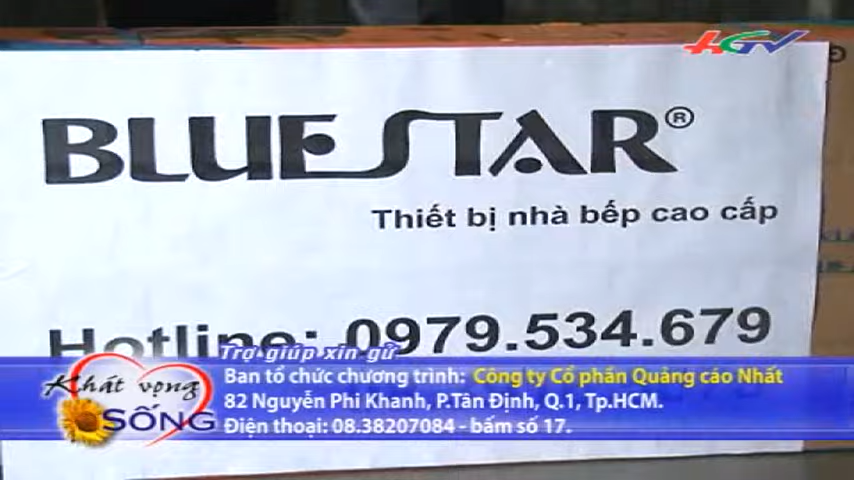 HGV
BLUESTAR®
Thiết bị nhà bếp cao cấp
Hotline: 0979.534.679
Trợ giúp xin gữ
Khát vọng
SỐNG
Ban tổ chức chương trình: Công ty Cổ phần Quảng cáo Nhất
82 Nguyễn Phi Khanh, P.Tân Định, Q.1, Tp.HCM.
Điện thoại: 08.38207084 - bấm số 17.